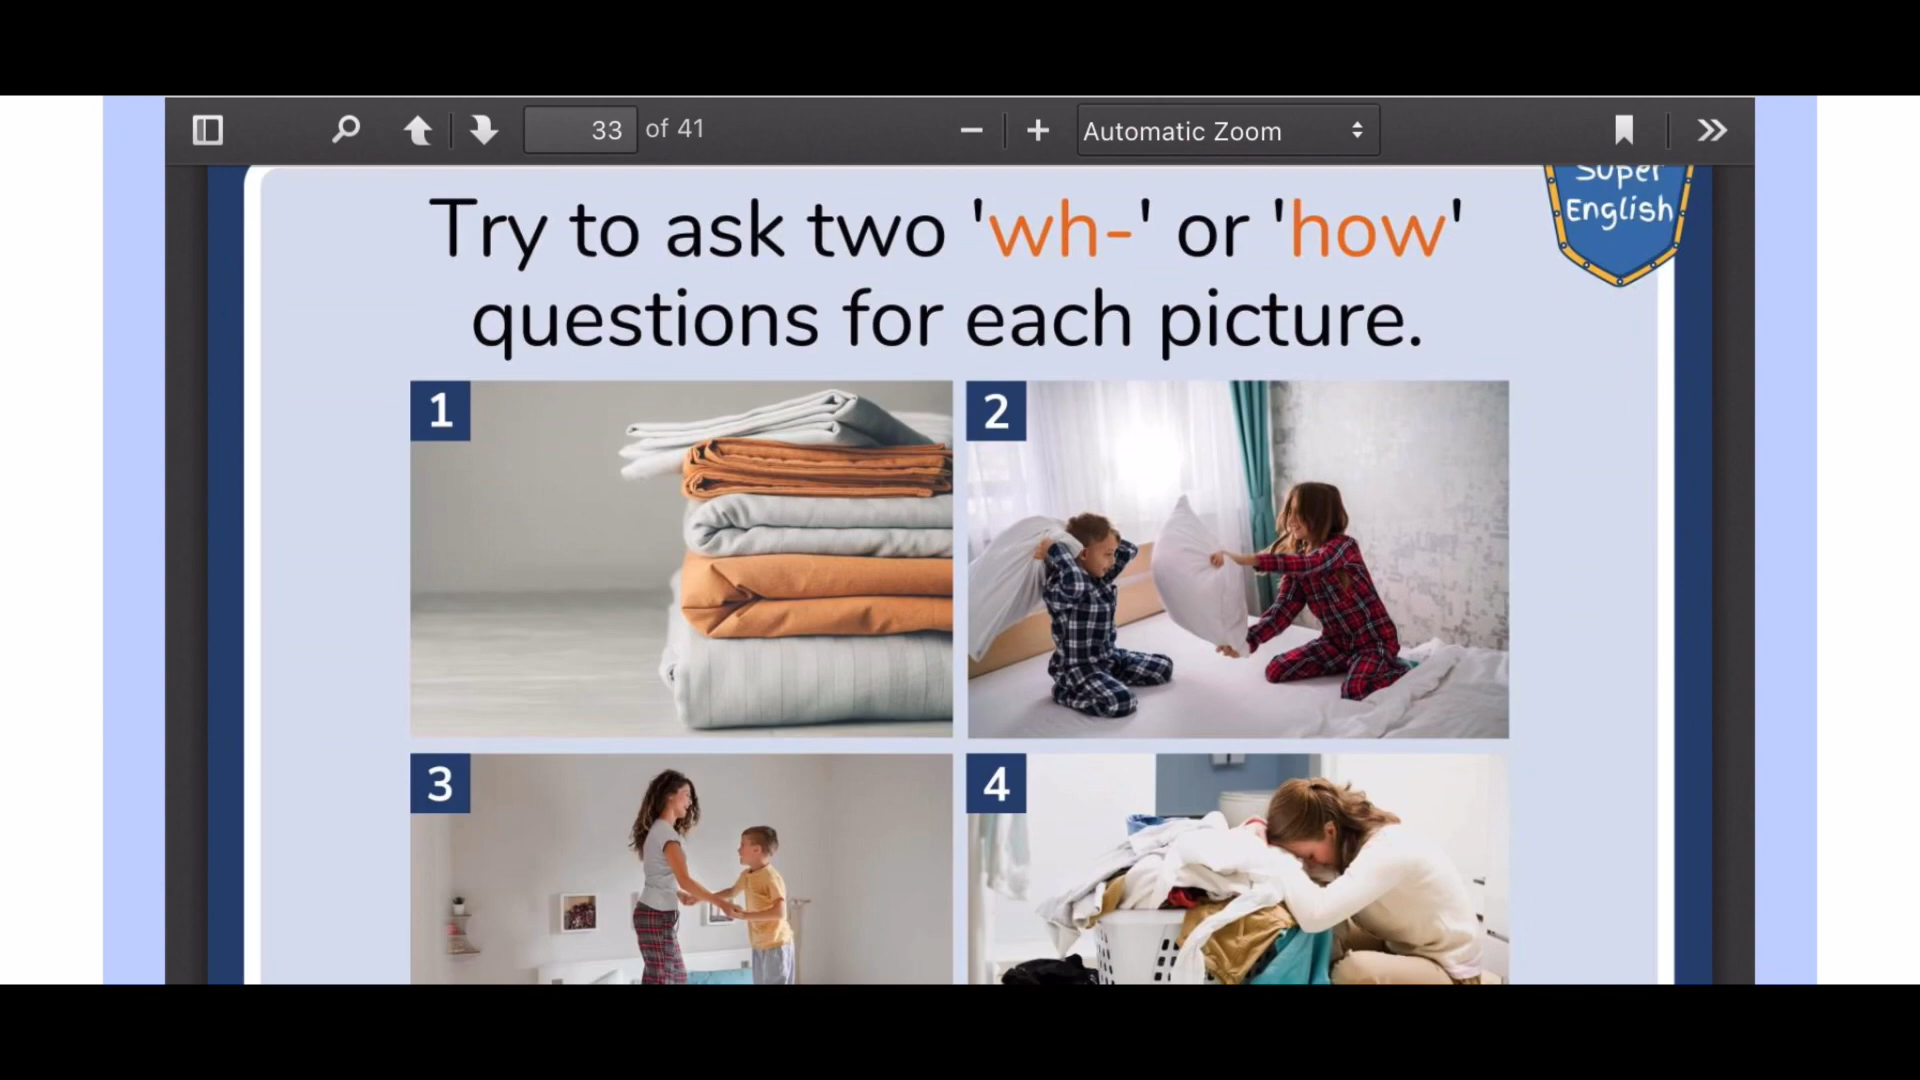 33 of 41
Automatic Zoom
Super
English
Try to ask two 'wh-' or 'how'
questions for each picture.
1
2
3
4